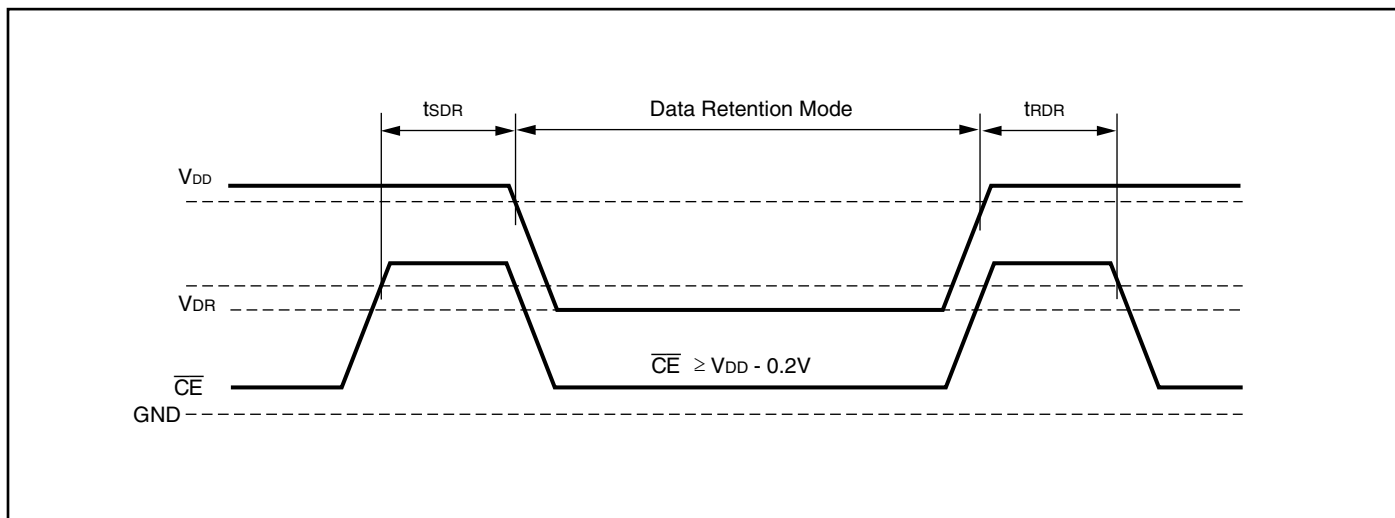 tSDR Data Retention Mode tRDR
VDD
VDR
CE ≥ VDD - 0.2V
CE
GND